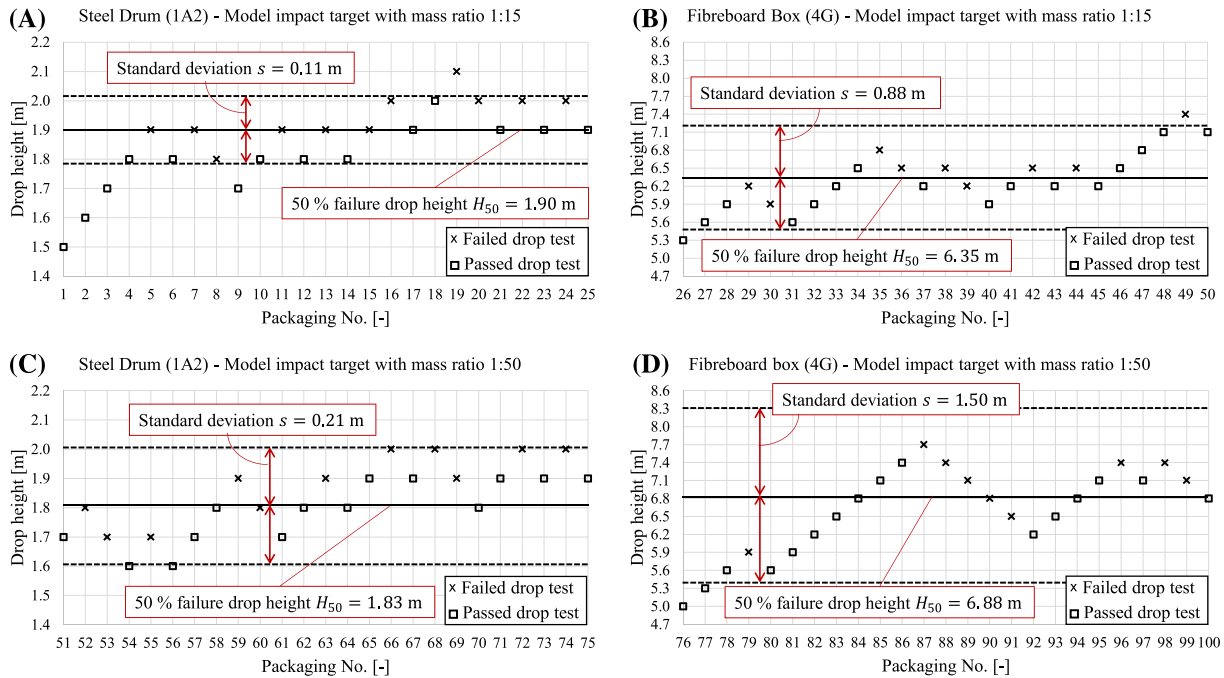 (A)
Steel Drum (1A2) - Model impact target with mass ratio 1:15
Drop height [m]
2.2
2.1
2.0
1.9
1.8
1.7
1.6
1.5
1.4
Standard deviation s = 0.11 m
50 % failure drop height H₅₀ = 1.90 m
× Failed drop test
Passed drop test
1 2 3 4 5 6 7 8 9 10 11 12 13 14 15 16 17 18 19 20 21 22 23 24 25
Packaging No. [-]
(B)
Fibreboard Box (4G) - Model impact target with mass ratio 1:15
Drop height [m]
8.6
8.3
8.0
7.7
7.4
7.1
6.8
6.5
6.2
5.9
5.6
5.3
5.0
4.7
Standard deviation s = 0.88 m
50 % failure drop height H₅₀ = 6.35 m
× Failed drop test
Passed drop test
26 27 28 29 30 31 32 33 34 35 36 37 38 39 40 41 42 43 44 45 46 47 48 49 50
Packaging No. [-]
(C)
Steel Drum (1A2) - Model impact target with mass ratio 1:50
Drop height [m]
2.2
2.1
2.0
1.9
1.8
1.7
1.6
1.5
1.4
Standard deviation s = 0.21 m
50 % failure drop height H₅₀ = 1.83 m
× Failed drop test
Passed drop test
51 52 53 54 55 56 57 58 59 60 61 62 63 64 65 66 67 68 69 70 71 72 73 74 75
Packaging No. [-]
(D)
Fibreboard box (4G) - Model impact target with mass ratio 1:50
Drop height [m]
8.6
8.3
8.0
7.7
7.4
7.1
6.8
6.5
6.2
5.9
5.6
5.3
5.0
4.7
Standard deviation s = 1.50 m
50 % failure drop height H₅₀ = 6.88 m
× Failed drop test
Passed drop test
76 77 78 79 80 81 82 83 84 85 86 87 88 89 90 91 92 93 94 95 96 97 98 99 100
Packaging No. [-]